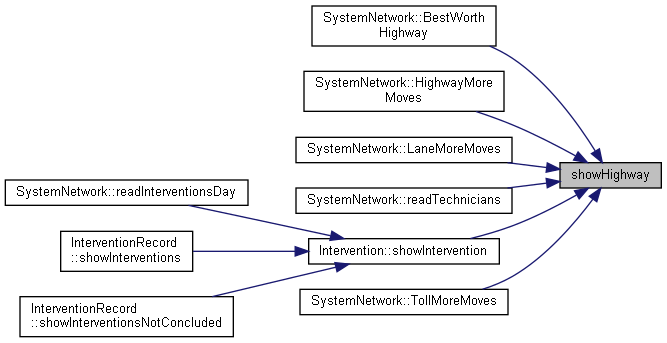 SystemNetwork::BestWorth
Highway
SystemNetwork::HighwayMore
Moves
SystemNetwork::LaneMoreMoves
showHighway
SystemNetwork::readInterventionsDay
SystemNetwork::readTechnicians
InterventionRecord
::showInterventions
Intervention::showIntervention
InterventionRecord
::showInterventionsNotConcluded
SystemNetwork::TollMoreMoves